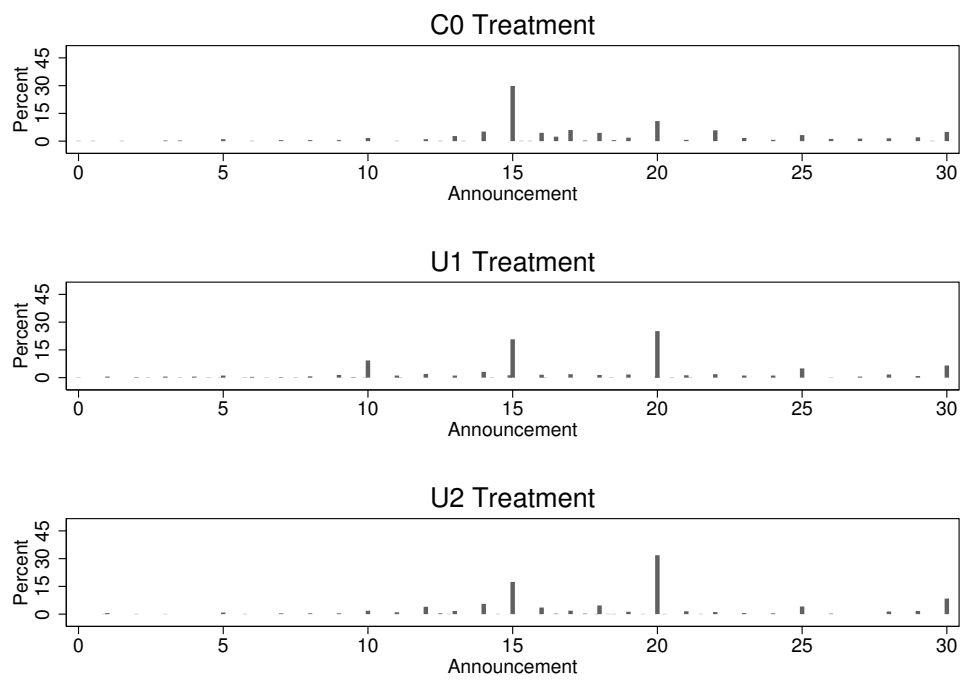 C0 Treatment
Percent
0 15 30 45
0 5 10 15 20 25 30
Announcement
U1 Treatment
Percent
0 15 30 45
0 5 10 15 20 25 30
Announcement
U2 Treatment
Percent
0 15 30 45
0 5 10 15 20 25 30
Announcement